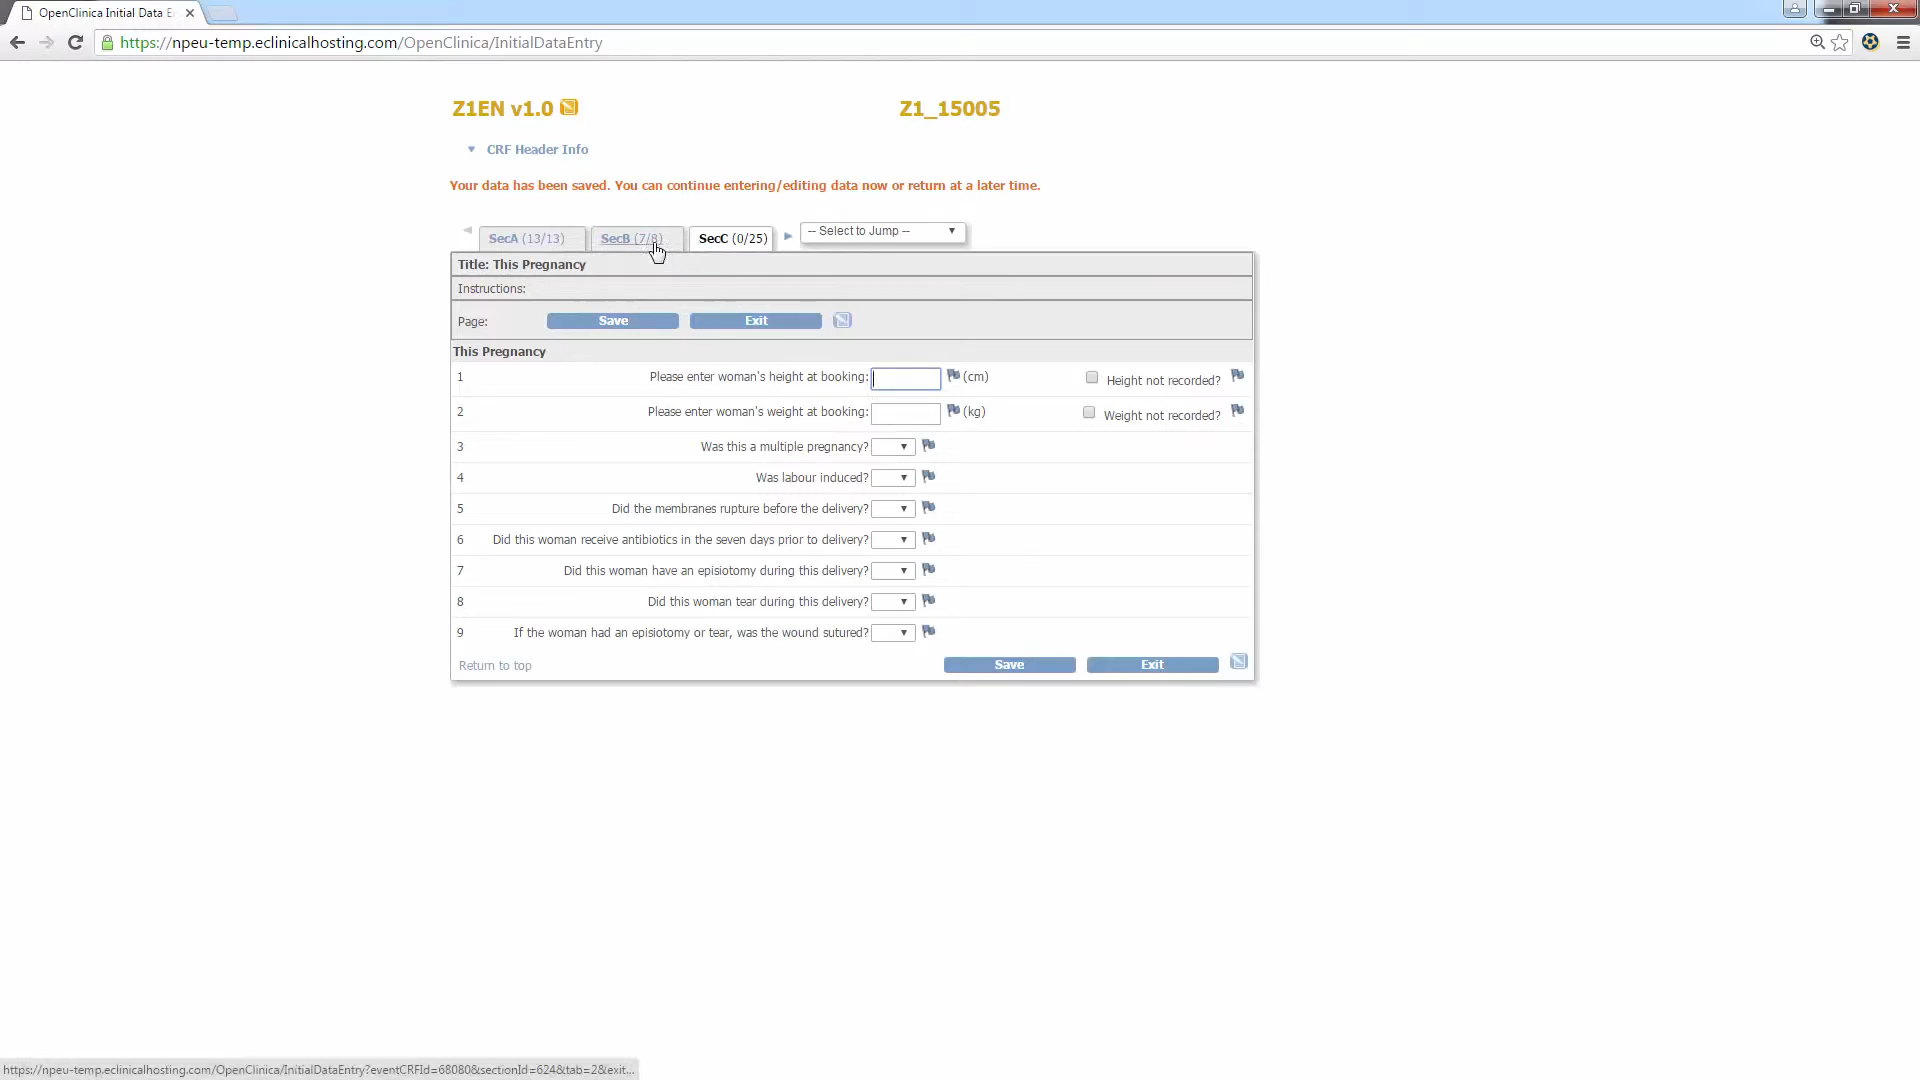 OpenClinica Initial Data E
https://npeu-temp.eclinicalhosting.com/OpenClinica/InitialDataEntry
Z1EN v1.0 Z1_15005
CRF Header Info
Your data has been saved. You can continue entering/editing data now or return at a later time.
SecA (13/13) SecB (7/8) SecC (0/25) -- Select to Jump --
Title: This Pregnancy
Instructions:
Page: Save Exit
This Pregnancy
1 Please enter woman's height at booking: (cm) Height not recorded?
2 Please enter woman's weight at booking: (kg) Weight not recorded?
3 Was this a multiple pregnancy?
4 Was labour induced?
5 Did the membranes rupture before the delivery?
6 Did this woman receive antibiotics in the seven days prior to delivery?
7 Did this woman have an episiotomy during this delivery?
8 Did this woman tear during this delivery?
9 If the woman had an episiotomy or tear, was the wound sutured?
Return to top Save Exit
https://npeu-temp.eclinicalhosting.com/OpenClinica/InitialDataEntry?eventCRFId=68080&sectionId=624&tab=2&exit...